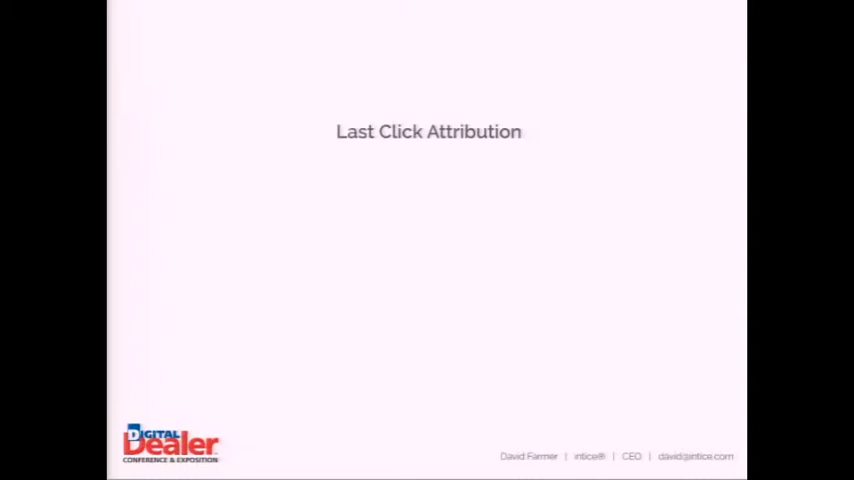 Last Click Attribution
DIGITAL
Dealer
CONFERENCE & EXPOSITION
David Farmer | intice® | CEO | david@intice.com